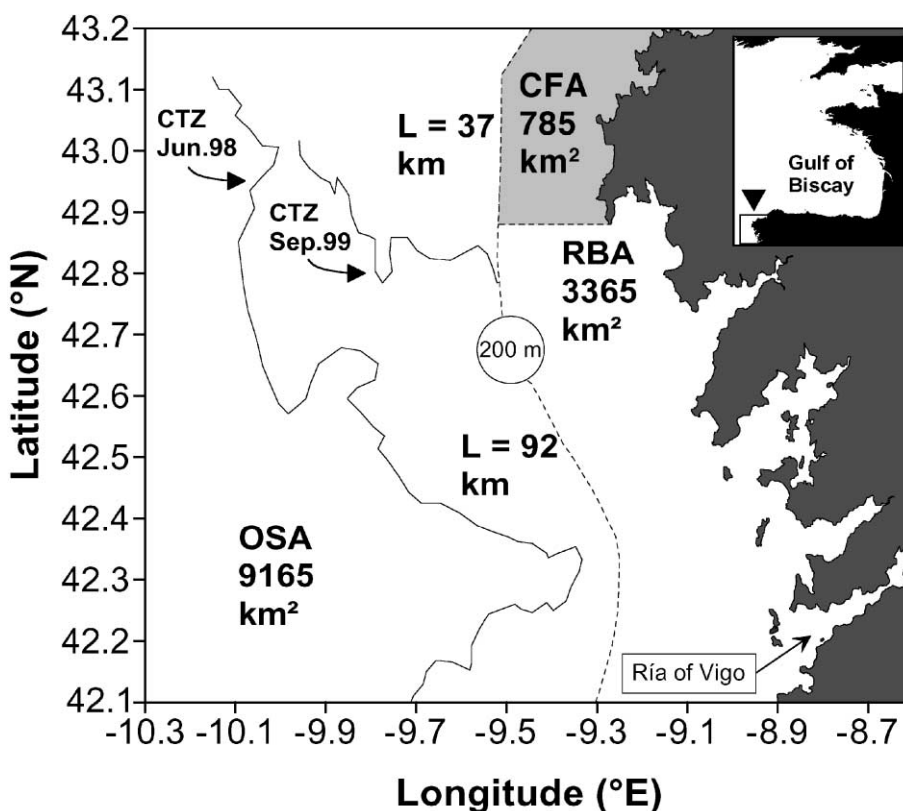 43.2
43.1
43.0
42.9
42.8
42.7
42.6
42.5
42.4
42.3
42.2
42.1
Latitude (°N)
CTZ
Jun.98
CTZ
Sep.99
L = 37
km
CFA
785
km²
Gulf of
Biscay
RBA
3365
km²
200 m
L = 92
km
OSA
9165
km²
Ría of Vigo
-10.3 -10.1 -9.9 -9.7 -9.5 -9.3 -9.1 -8.9 -8.7
Longitude (°E)